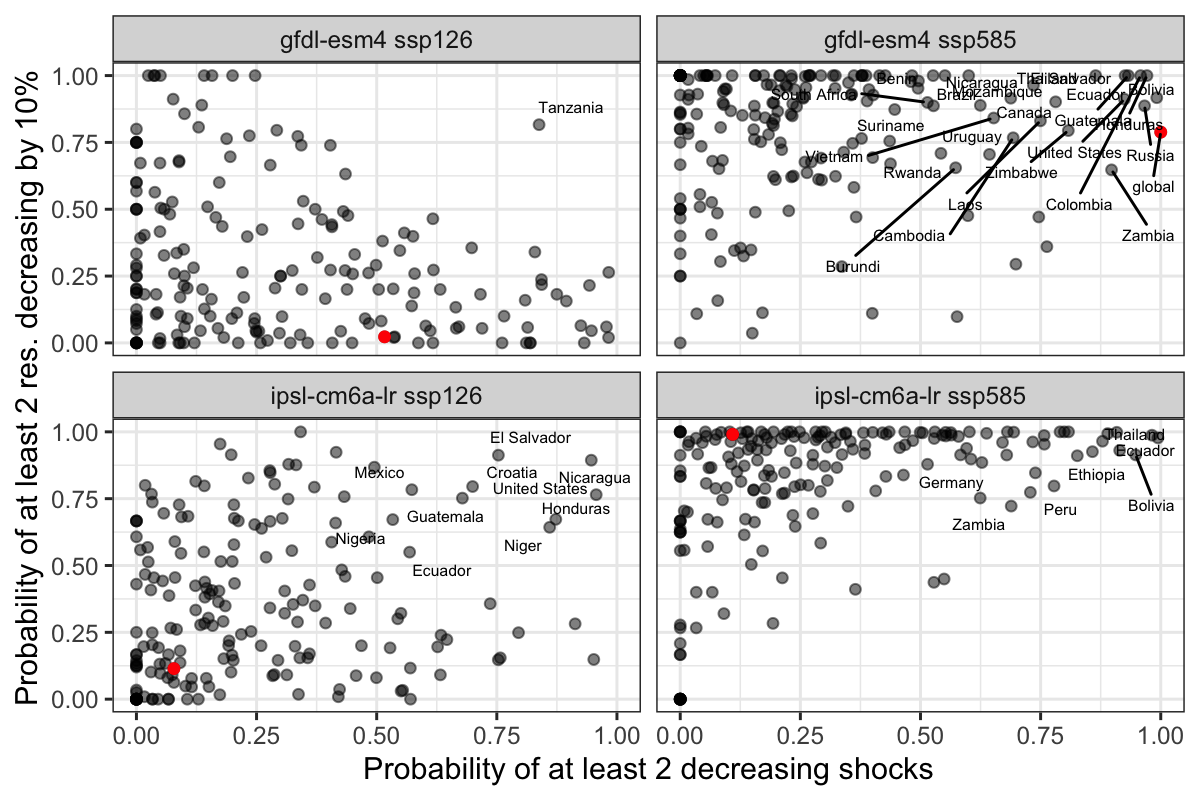 gfdl-esm4 ssp126
gfdl-esm4 ssp585
Probability of at least 2 res. decreasing by 10%
1.00
0.75
0.50
0.25
0.00
Tanzania
Benin
Nicaragua
Thailand
El Salvador
South Africa
Brazil
Mozambique
Ecuador
Bolivia
Canada
Suriname
Guatemala
Honduras
Uruguay
Vietnam
United States
Russia
Rwanda
Zimbabwe
global
Laos
Colombia
Cambodia
Zambia
Burundi
ipsl-cm6a-lr ssp126
ipsl-cm6a-lr ssp585
1.00
0.75
0.50
0.25
0.00
El Salvador
Mexico
Croatia
Nicaragua
United States
Guatemala
Honduras
Nigeria
Niger
Ecuador
Thailand
Ecuador
Ethiopia
Germany
Bolivia
Peru
Zambia
0.00 0.25 0.50 0.75 1.00
0.00 0.25 0.50 0.75 1.00
Probability of at least 2 decreasing shocks